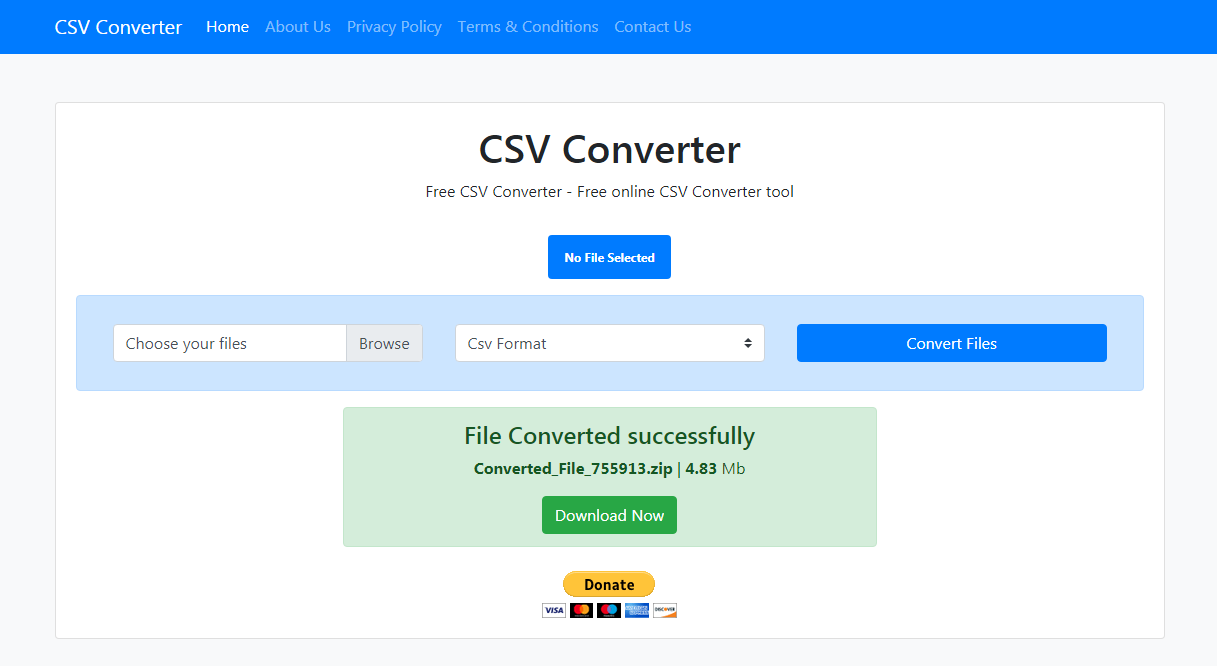 CSV Converter Home About Us Privacy Policy Terms & Conditions Contact Us
CSV Converter
Free CSV Converter - Free online CSV Converter tool
No File Selected
Choose your files Browse Csv Format Convert Files
File Converted successfully
Converted_File_755913.zip | 4.83 Mb
Download Now
Donate
VISA DISCOVER